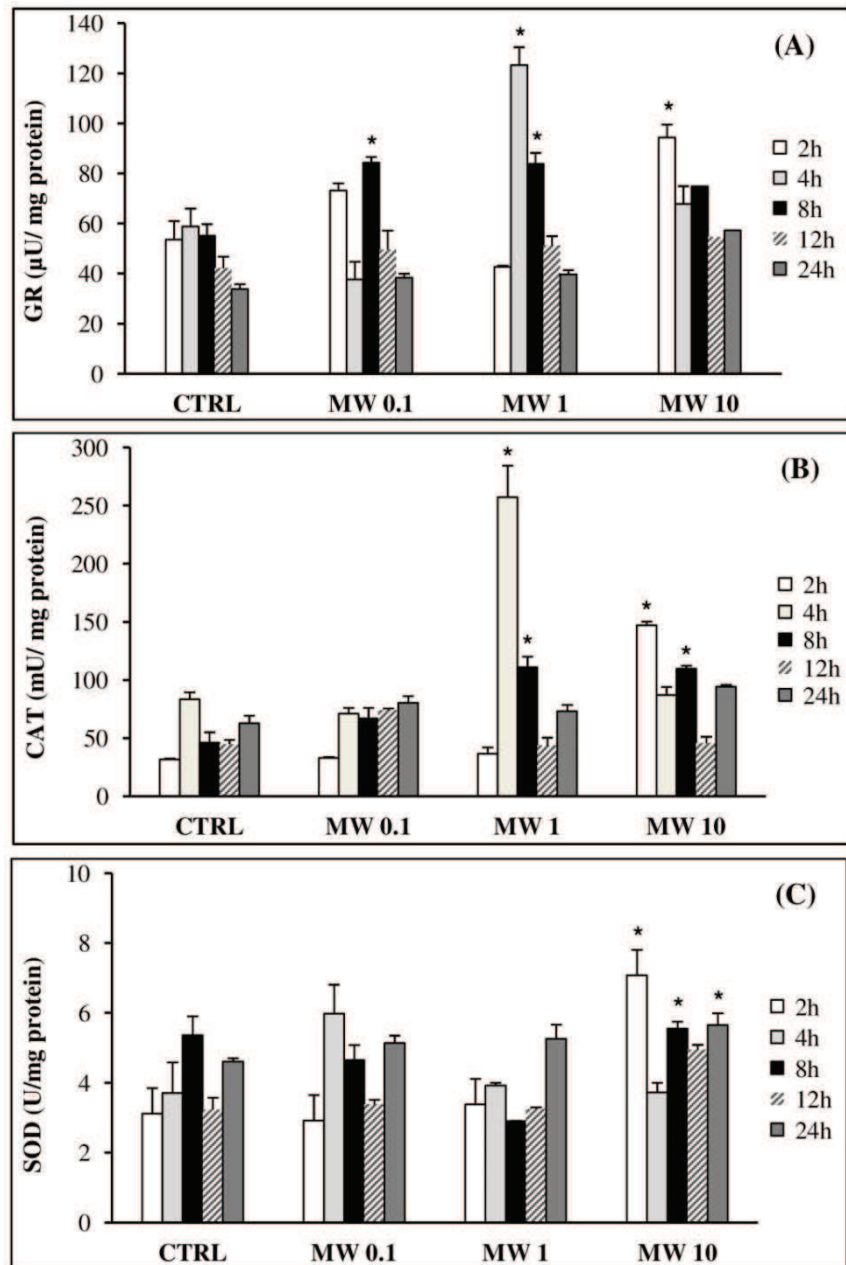 (A)
GR (µU/ mg protein)
140
120
100
80
60
40
20
0
* * * * *
CTRL MW 0.1 MW 1 MW 10
2h
4h
8h
12h
24h
(B)
CAT (mU/ mg protein)
300
250
200
150
100
50
0
* * * *
CTRL MW 0.1 MW 1 MW 10
2h
4h
8h
12h
24h
(C)
SOD (U/mg protein)
10
8
6
4
2
0
* * *
CTRL MW 0.1 MW 1 MW 10
2h
4h
8h
12h
24h